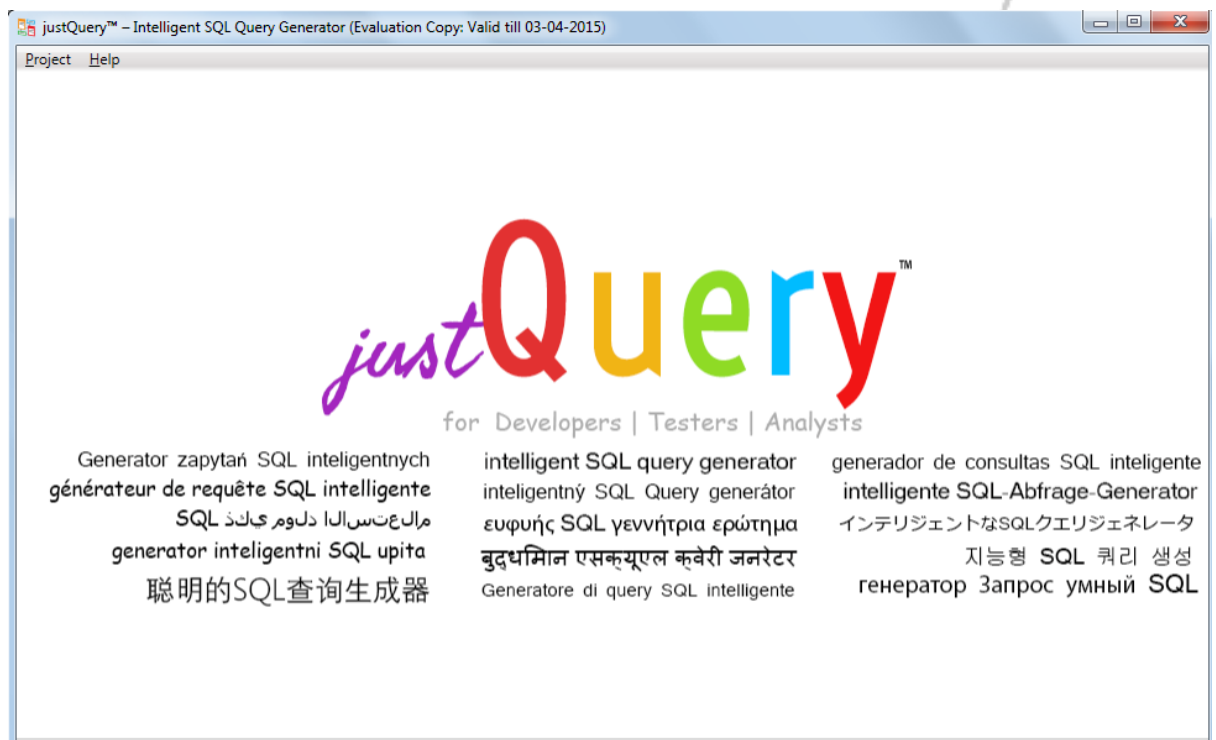 justQuery™ – Intelligent SQL Query Generator (Evaluation Copy: Valid till 03-04-2015)
Project Help
justQuery™
for Developers | Testers | Analysts
Generator zapytań SQL inteligentnych
générateur de requête SQL intelligente
مالعتسالا دلوم يكذ SQL
generator inteligentni SQL upita
聪明的SQL查询生成器
intelligent SQL query generator
inteligentný SQL Query generátor
ευφυής SQL γεννήτρια ερώτημα
बुद्धमिान एसक्यूएल क्वेरी जनरेटर
Generatore di query SQL intelligente
generador de consultas SQL inteligente
intelligente SQL-Abfrage-Generator
インテリジェントなSQLクエリジェネレータ
지능형 SQL 쿼리 생성
генератор Запрос умный SQL